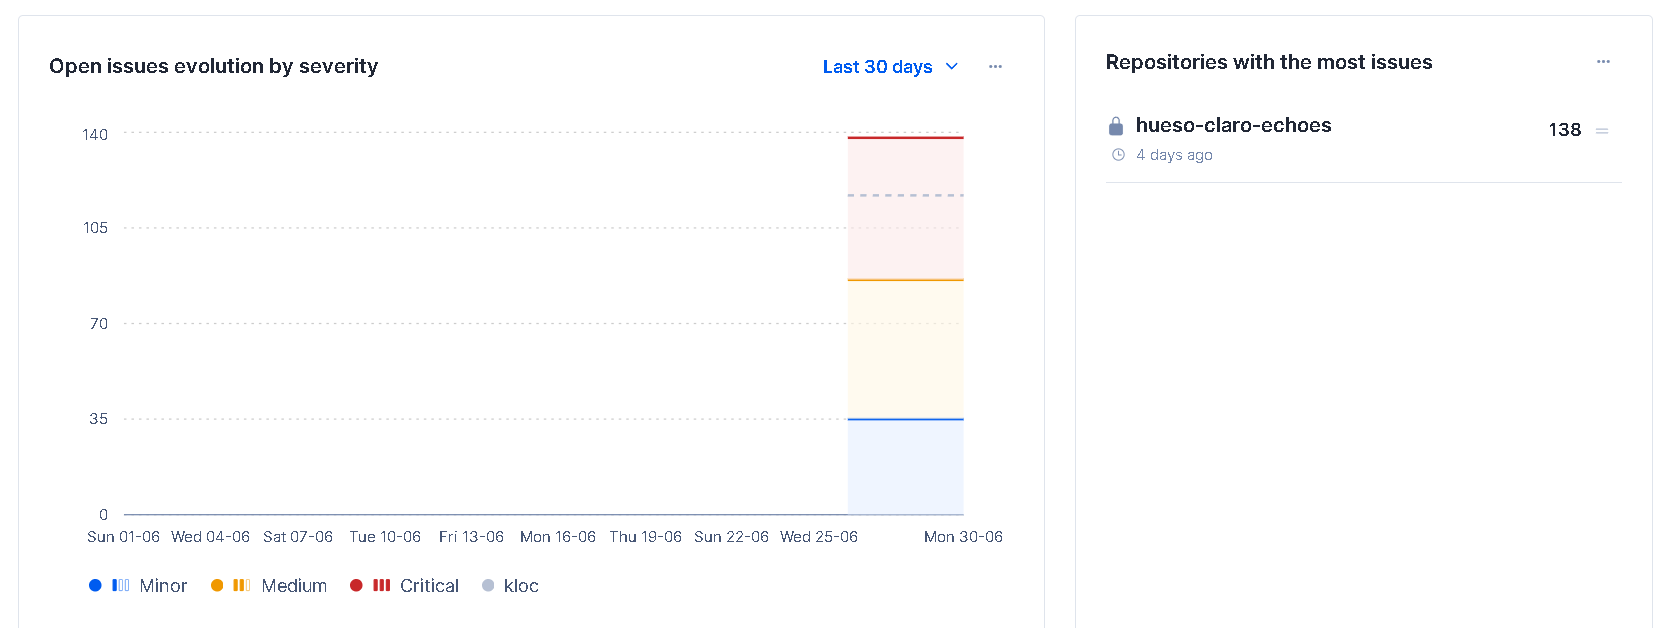 Open issues evolution by severity
Last 30 days
140
105
70
35
0
Sun 01-06 Wed 04-06 Sat 07-06 Tue 10-06 Fri 13-06 Mon 16-06 Thu 19-06 Sun 22-06 Wed 25-06 Mon 30-06
Minor Medium Critical kloc
Repositories with the most issues
hueso-claro-echoes 138
4 days ago